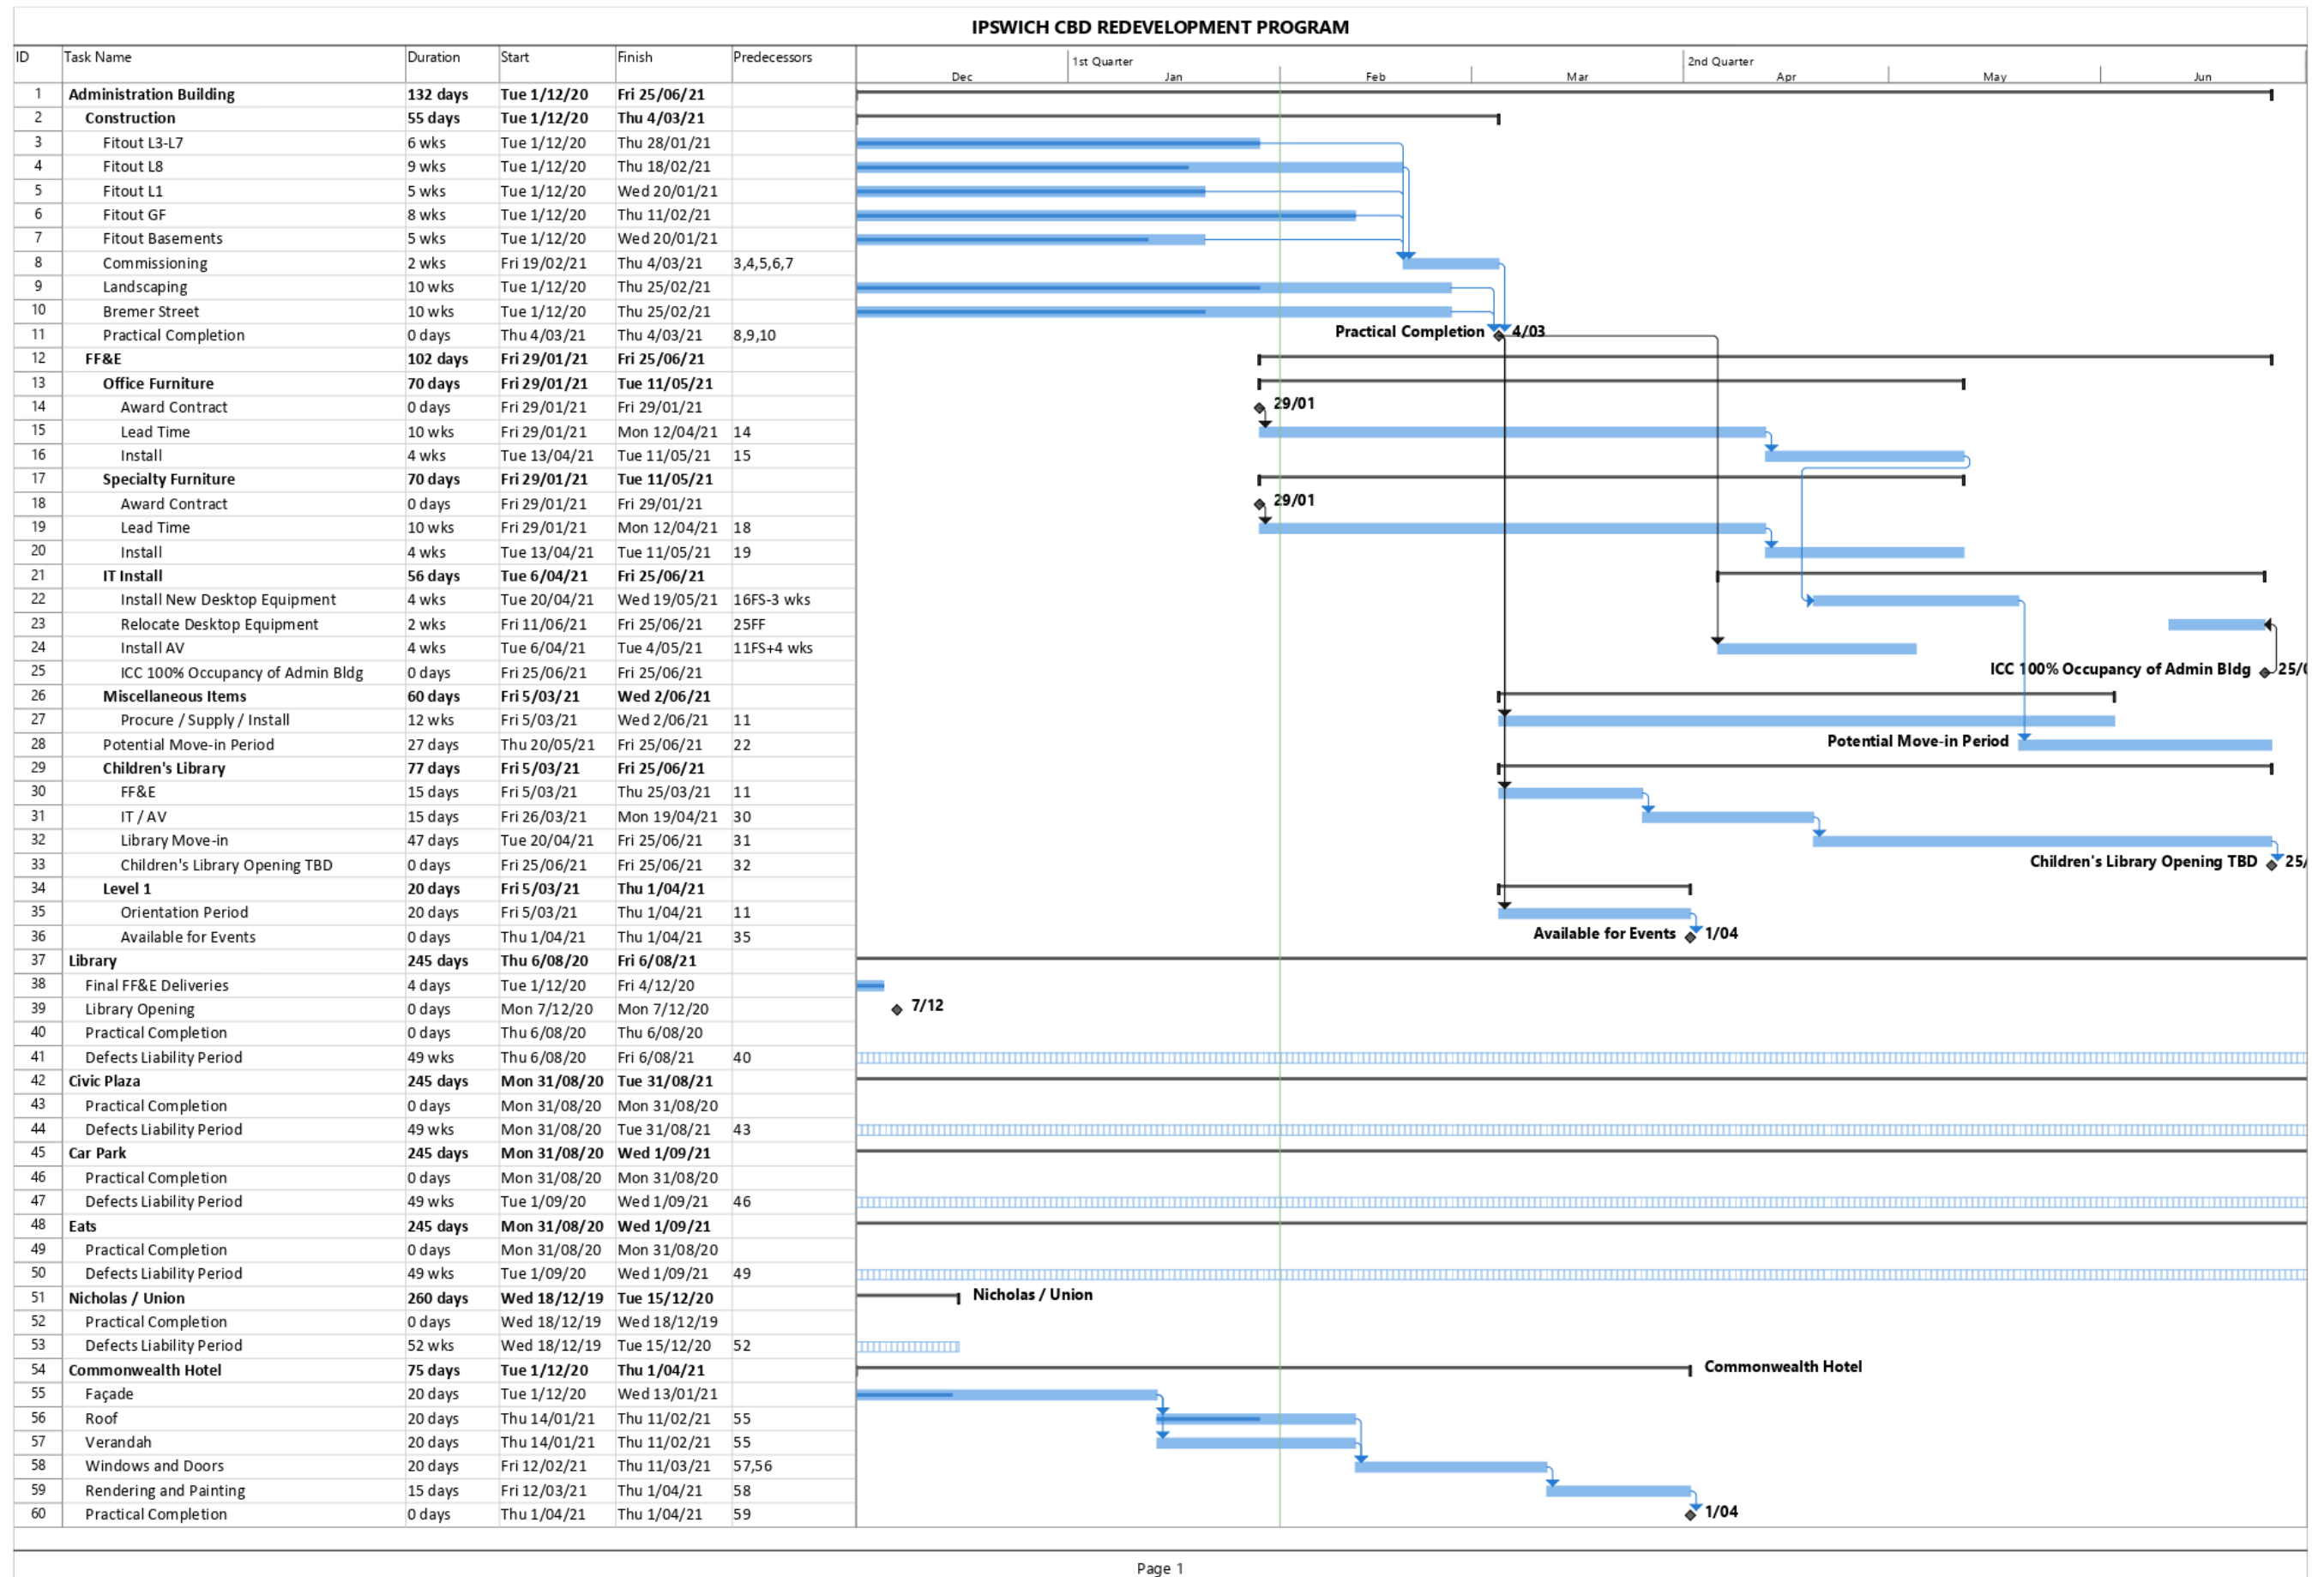 IPSWICH CBD REDEVELOPMENT PROGRAM
ID Task Name Duration Start Finish Predecessors 1st Quarter 2nd Quarter
Dec Jan Feb Mar Apr May Jun
1 Administration Building 132 days Tue 1/12/20 Fri 25/06/21
2 Construction 55 days Tue 1/12/20 Thu 4/03/21
3 Fitout L3-L7 6 wks Tue 1/12/20 Thu 28/01/21
4 Fitout L8 9 wks Tue 1/12/20 Thu 18/02/21
5 Fitout L1 5 wks Tue 1/12/20 Wed 20/01/21
6 Fitout GF 8 wks Tue 1/12/20 Thu 11/02/21
7 Fitout Basements 5 wks Tue 1/12/20 Wed 20/01/21
8 Commissioning 2 wks Fri 19/02/21 Thu 4/03/21 3,4,5,6,7
9 Landscaping 10 wks Tue 1/12/20 Thu 25/02/21
10 Bremer Street 10 wks Tue 1/12/20 Thu 25/02/21
11 Practical Completion 0 days Thu 4/03/21 Thu 4/03/21 8,9,10 Practical Completion 4/03
12 FF&E 102 days Fri 29/01/21 Fri 25/06/21
13 Office Furniture 70 days Fri 29/01/21 Tue 11/05/21
14 Award Contract 0 days Fri 29/01/21 Fri 29/01/21 29/01
15 Lead Time 10 wks Fri 29/01/21 Mon 12/04/21 14
16 Install 4 wks Tue 13/04/21 Tue 11/05/21 15
17 Specialty Furniture 70 days Fri 29/01/21 Tue 11/05/21
18 Award Contract 0 days Fri 29/01/21 Fri 29/01/21 29/01
19 Lead Time 10 wks Fri 29/01/21 Mon 12/04/21 18
20 Install 4 wks Tue 13/04/21 Tue 11/05/21 19
21 IT Install 56 days Tue 6/04/21 Fri 25/06/21
22 Install New Desktop Equipment 4 wks Tue 20/04/21 Wed 19/05/21 16FS-3 wks
23 Relocate Desktop Equipment 2 wks Fri 11/06/21 Fri 25/06/21 25FF
24 Install AV 4 wks Tue 6/04/21 Tue 4/05/21 11FS+4 wks
25 ICC 100% Occupancy of Admin Bldg 0 days Fri 25/06/21 Fri 25/06/21 ICC 100% Occupancy of Admin Bldg 25/0
26 Miscellaneous Items 60 days Fri 5/03/21 Wed 2/06/21
27 Procure / Supply / Install 12 wks Fri 5/03/21 Wed 2/06/21 11
28 Potential Move-in Period 27 days Thu 20/05/21 Fri 25/06/21 22 Potential Move-in Period
29 Children's Library 77 days Fri 5/03/21 Fri 25/06/21
30 FF&E 15 days Fri 5/03/21 Thu 25/03/21 11
31 IT / AV 15 days Fri 26/03/21 Mon 19/04/21 30
32 Library Move-in 47 days Tue 20/04/21 Fri 25/06/21 31
33 Children's Library Opening TBD 0 days Fri 25/06/21 Fri 25/06/21 32 Children's Library Opening TBD 25/
34 Level 1 20 days Fri 5/03/21 Thu 1/04/21
35 Orientation Period 20 days Fri 5/03/21 Thu 1/04/21 11
36 Available for Events 0 days Thu 1/04/21 Thu 1/04/21 35 Available for Events 1/04
37 Library 245 days Thu 6/08/20 Fri 6/08/21
38 Final FF&E Deliveries 4 days Tue 1/12/20 Fri 4/12/20
39 Library Opening 0 days Mon 7/12/20 Mon 7/12/20 7/12
40 Practical Completion 0 days Thu 6/08/20 Thu 6/08/20
41 Defects Liability Period 49 wks Thu 6/08/20 Fri 6/08/21 40
42 Civic Plaza 245 days Mon 31/08/20 Tue 31/08/21
43 Practical Completion 0 days Mon 31/08/20 Mon 31/08/20
44 Defects Liability Period 49 wks Mon 31/08/20 Tue 31/08/21 43
45 Car Park 245 days Mon 31/08/20 Wed 1/09/21
46 Practical Completion 0 days Mon 31/08/20 Mon 31/08/20
47 Defects Liability Period 49 wks Tue 1/09/20 Wed 1/09/21 46
48 Eats 245 days Mon 31/08/20 Wed 1/09/21
49 Practical Completion 0 days Mon 31/08/20 Mon 31/08/20
50 Defects Liability Period 49 wks Tue 1/09/20 Wed 1/09/21 49
51 Nicholas / Union 260 days Wed 18/12/19 Tue 15/12/20 Nicholas / Union
52 Practical Completion 0 days Wed 18/12/19 Wed 18/12/19
53 Defects Liability Period 52 wks Wed 18/12/19 Tue 15/12/20 52
54 Commonwealth Hotel 75 days Tue 1/12/20 Thu 1/04/21 Commonwealth Hotel
55 Façade 20 days Tue 1/12/20 Wed 13/01/21
56 Roof 20 days Thu 14/01/21 Thu 11/02/21 55
57 Verandah 20 days Thu 14/01/21 Thu 11/02/21 55
58 Windows and Doors 20 days Fri 12/02/21 Thu 11/03/21 57,56
59 Rendering and Painting 15 days Fri 12/03/21 Thu 1/04/21 58
60 Practical Completion 0 days Thu 1/04/21 Thu 1/04/21 59 1/04
Page 1